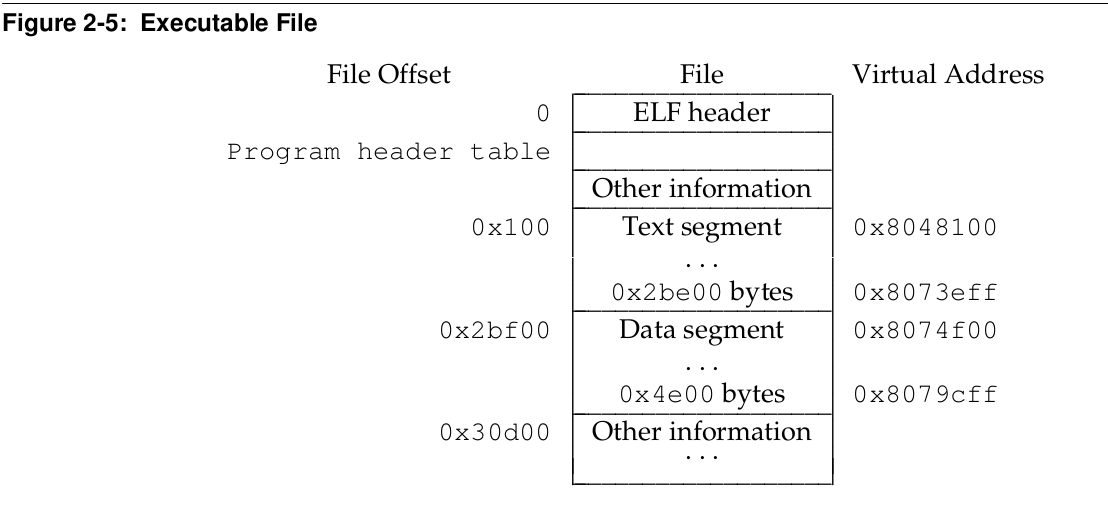 Figure 2-5: Executable File
File Offset File Virtual Address
0 ELF header
Program header table
Other information
0x100 Text segment 0x8048100
...
0x2be00 bytes 0x8073eff
0x2bf00 Data segment 0x8074f00
...
0x4e00 bytes 0x8079cff
0x30d00 Other information
...